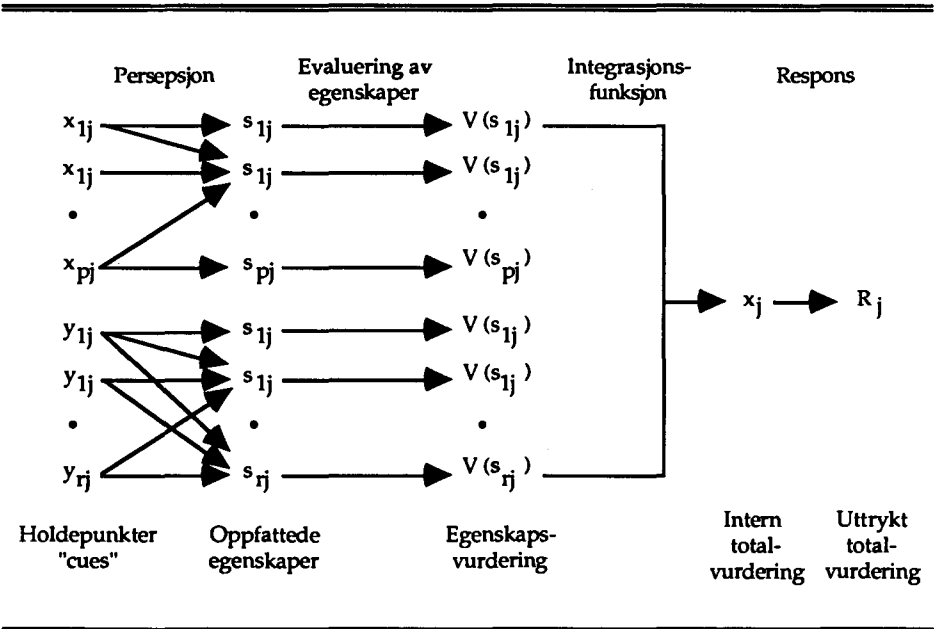 Persepsjon Evaluering av egenskaper Integrasjons- funksjon Respons
x1j s1j V (s1j)
x1j s1j V (s1j)
• • •
xpj spj V(spj)
xj Rj
y1j s1j V (s1j)
y1j s1j V (s1j)
• • •
yrj srj V (srj)
Holdepunkter "cues" Oppfattede egenskaper Egenskaps- vurdering Intern total- vurdering Uttrykt total- vurdering